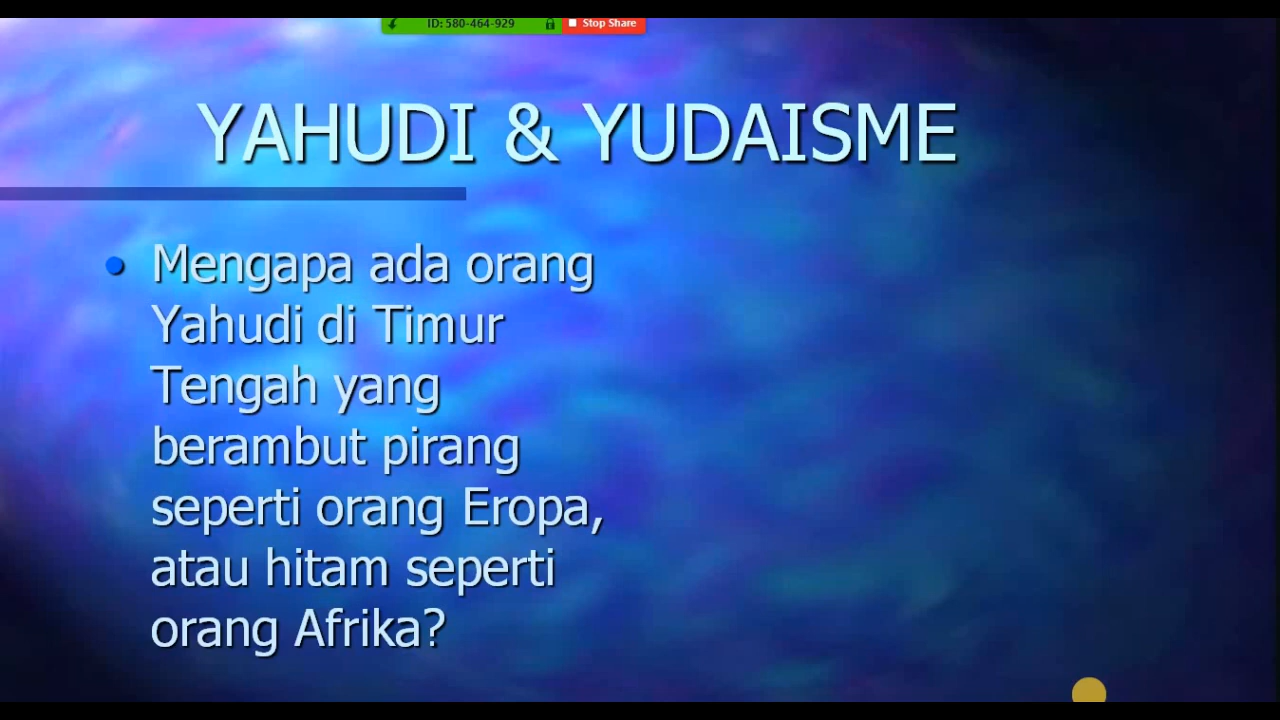 ID: 580-464-929 Stop Share
YAHUDI & YUDAISME
• Mengapa ada orang
Yahudi di Timur
Tengah yang
berambut pirang
seperti orang Eropa,
atau hitam seperti
orang Afrika?